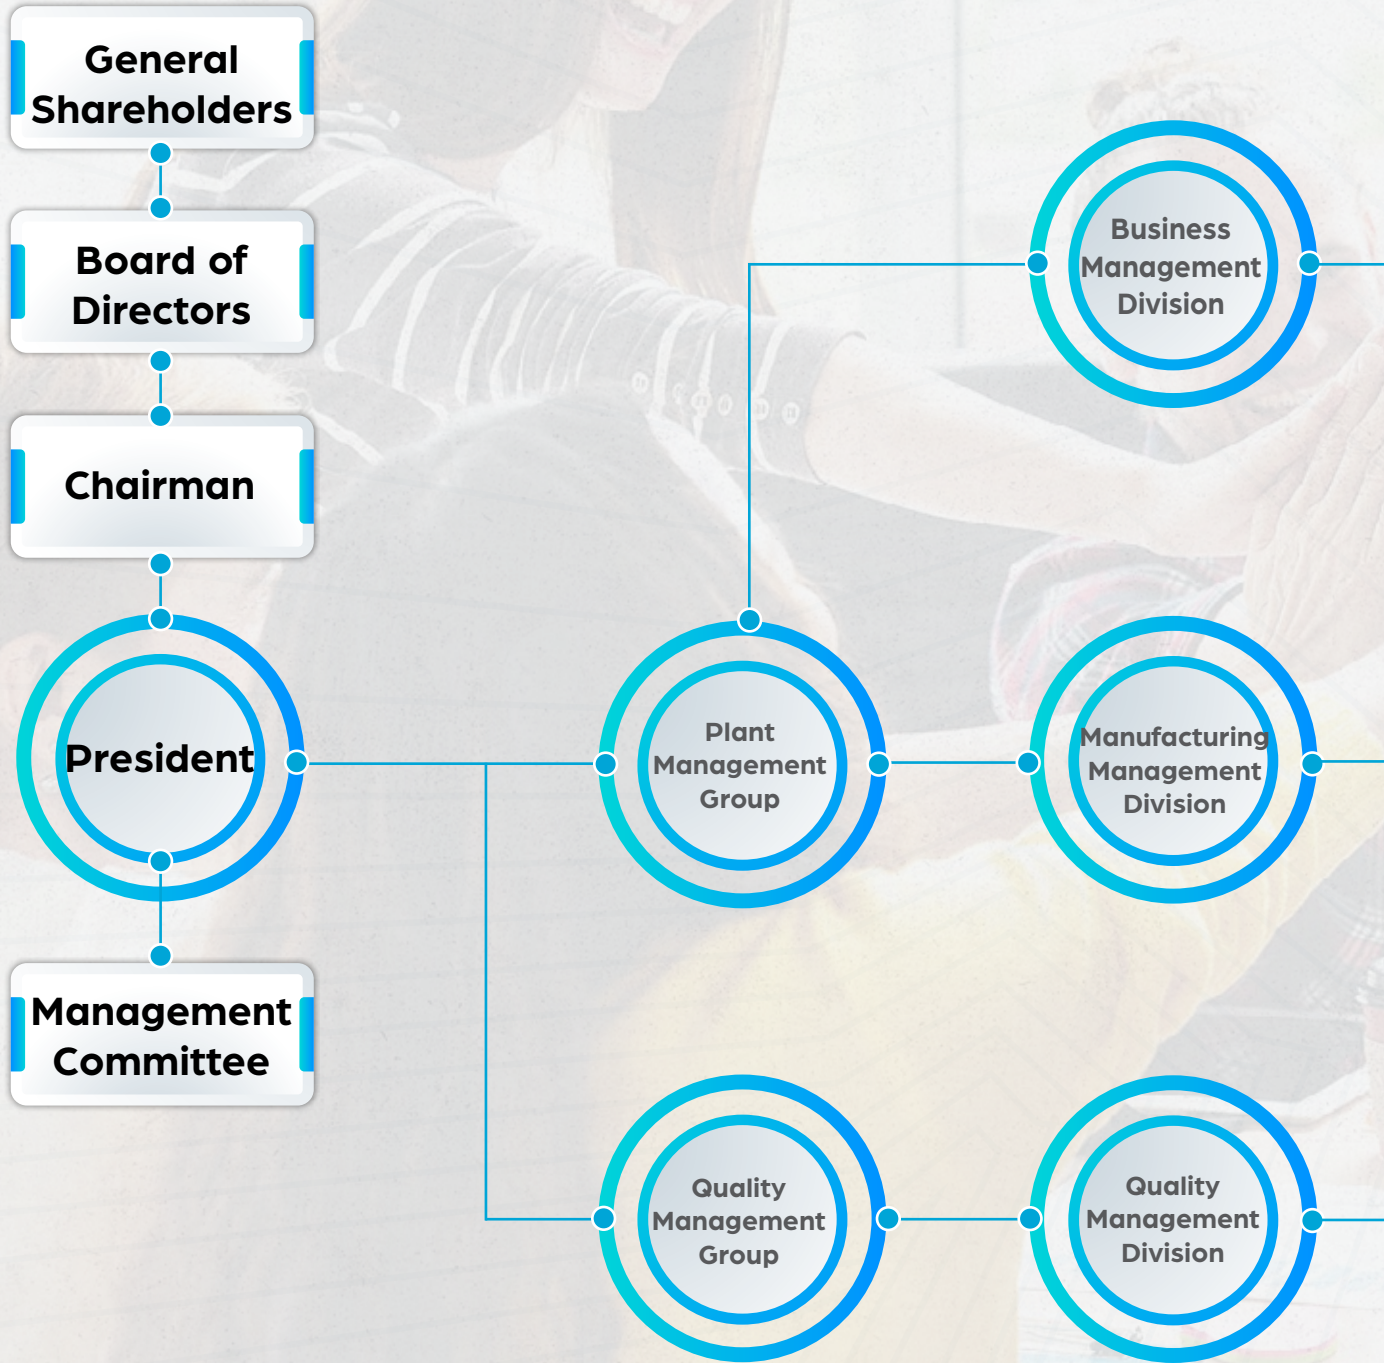 General
Shareholders
Board of
Directors
Chairman
President
Management
Committee
Business
Management
Division
Plant
Management
Group
Manufacturing
Management
Division
Quality
Management
Group
Quality
Management
Division